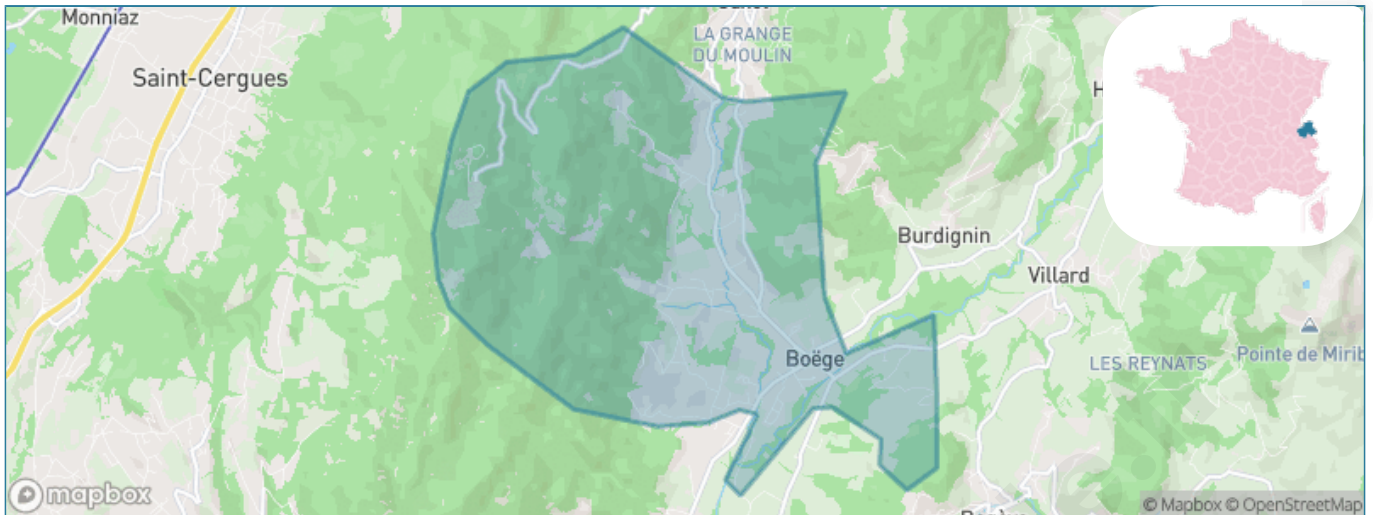 Monniaz
Saint-Cergues
LA GRANGE
DU MOULIN
Burdignin
Villard
Boëge
LES REYNATS
Pointe de Mirib
mapbox
© Mapbox © OpenStreetMap